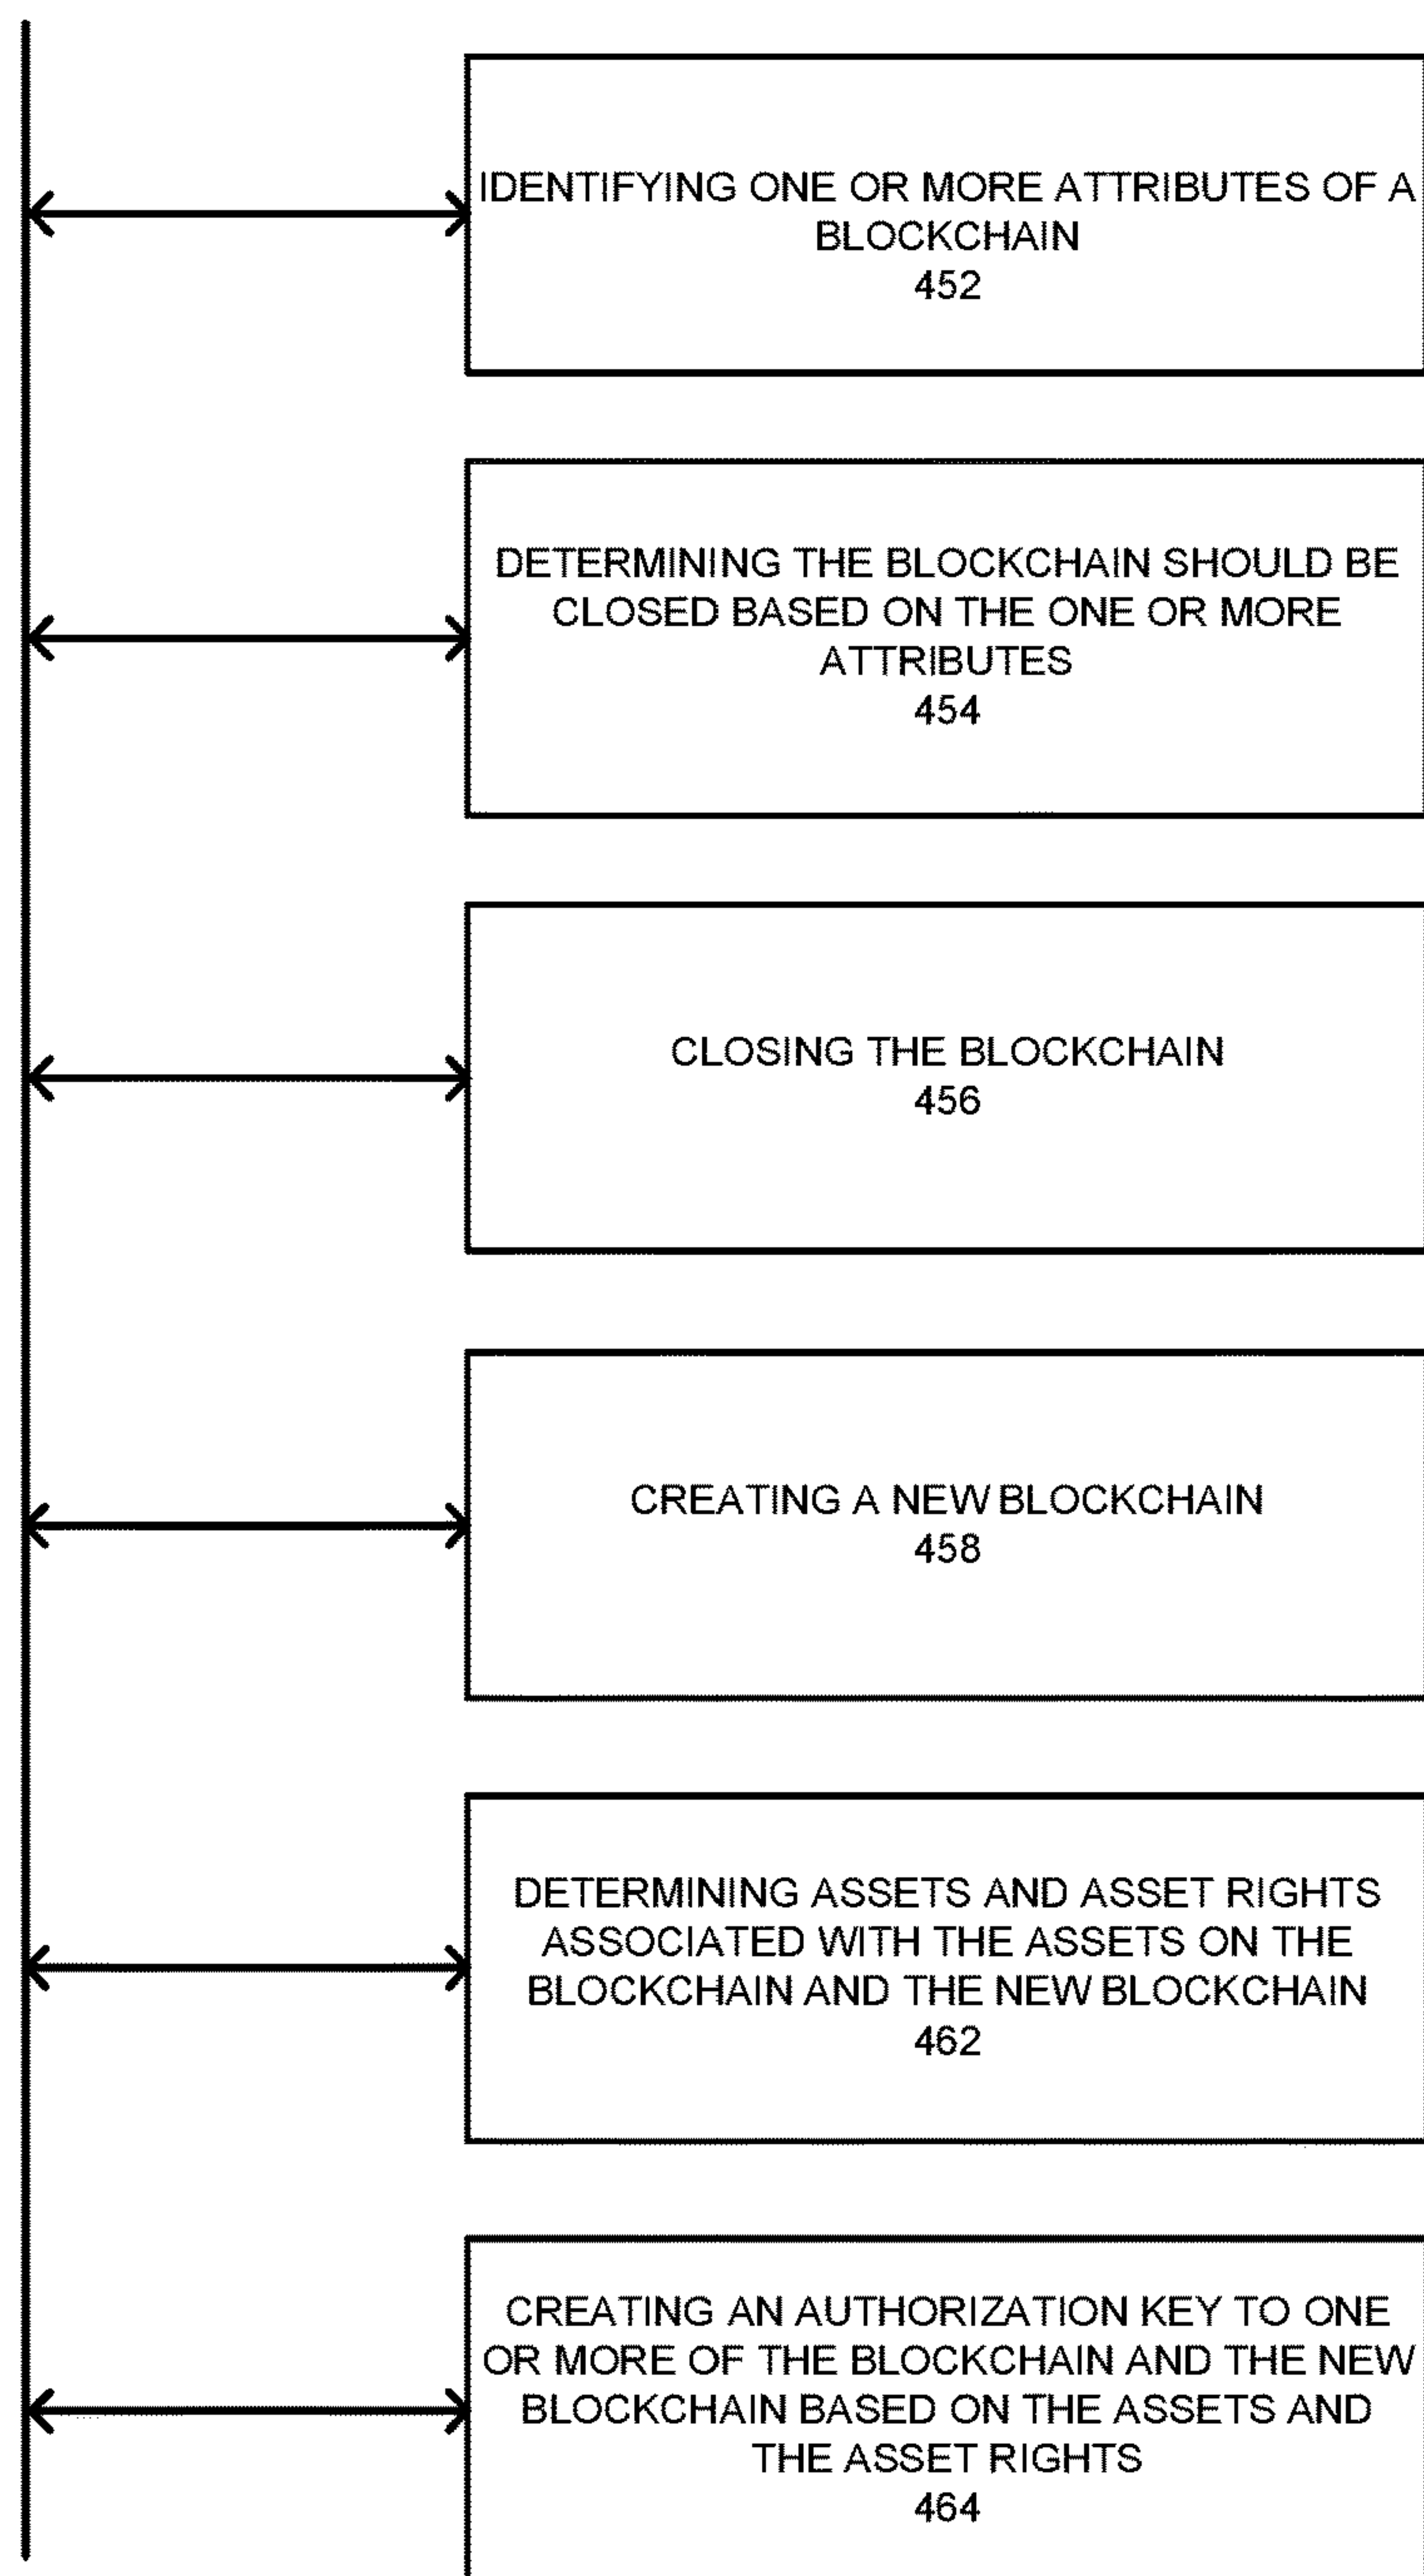 IDENTIFYING ONE OR MORE ATTRIBUTES OF A
BLOCKCHAIN
452
DETERMINING THE BLOCKCHAIN SHOULD BE
CLOSED BASED ON THE ONE OR MORE
ATTRIBUTES
454
CLOSING THE BLOCKCHAIN
456
CREATING A NEW BLOCKCHAIN
458
DETERMINING ASSETS AND ASSET RIGHTS
ASSOCIATED WITH THE ASSETS ON THE
BLOCKCHAIN AND THE NEW BLOCKCHAIN
462
CREATING AN AUTHORIZATION KEY TO ONE
OR MORE OF THE BLOCKCHAIN AND THE NEW
BLOCKCHAIN BASED ON THE ASSETS AND
THE ASSET RIGHTS
464